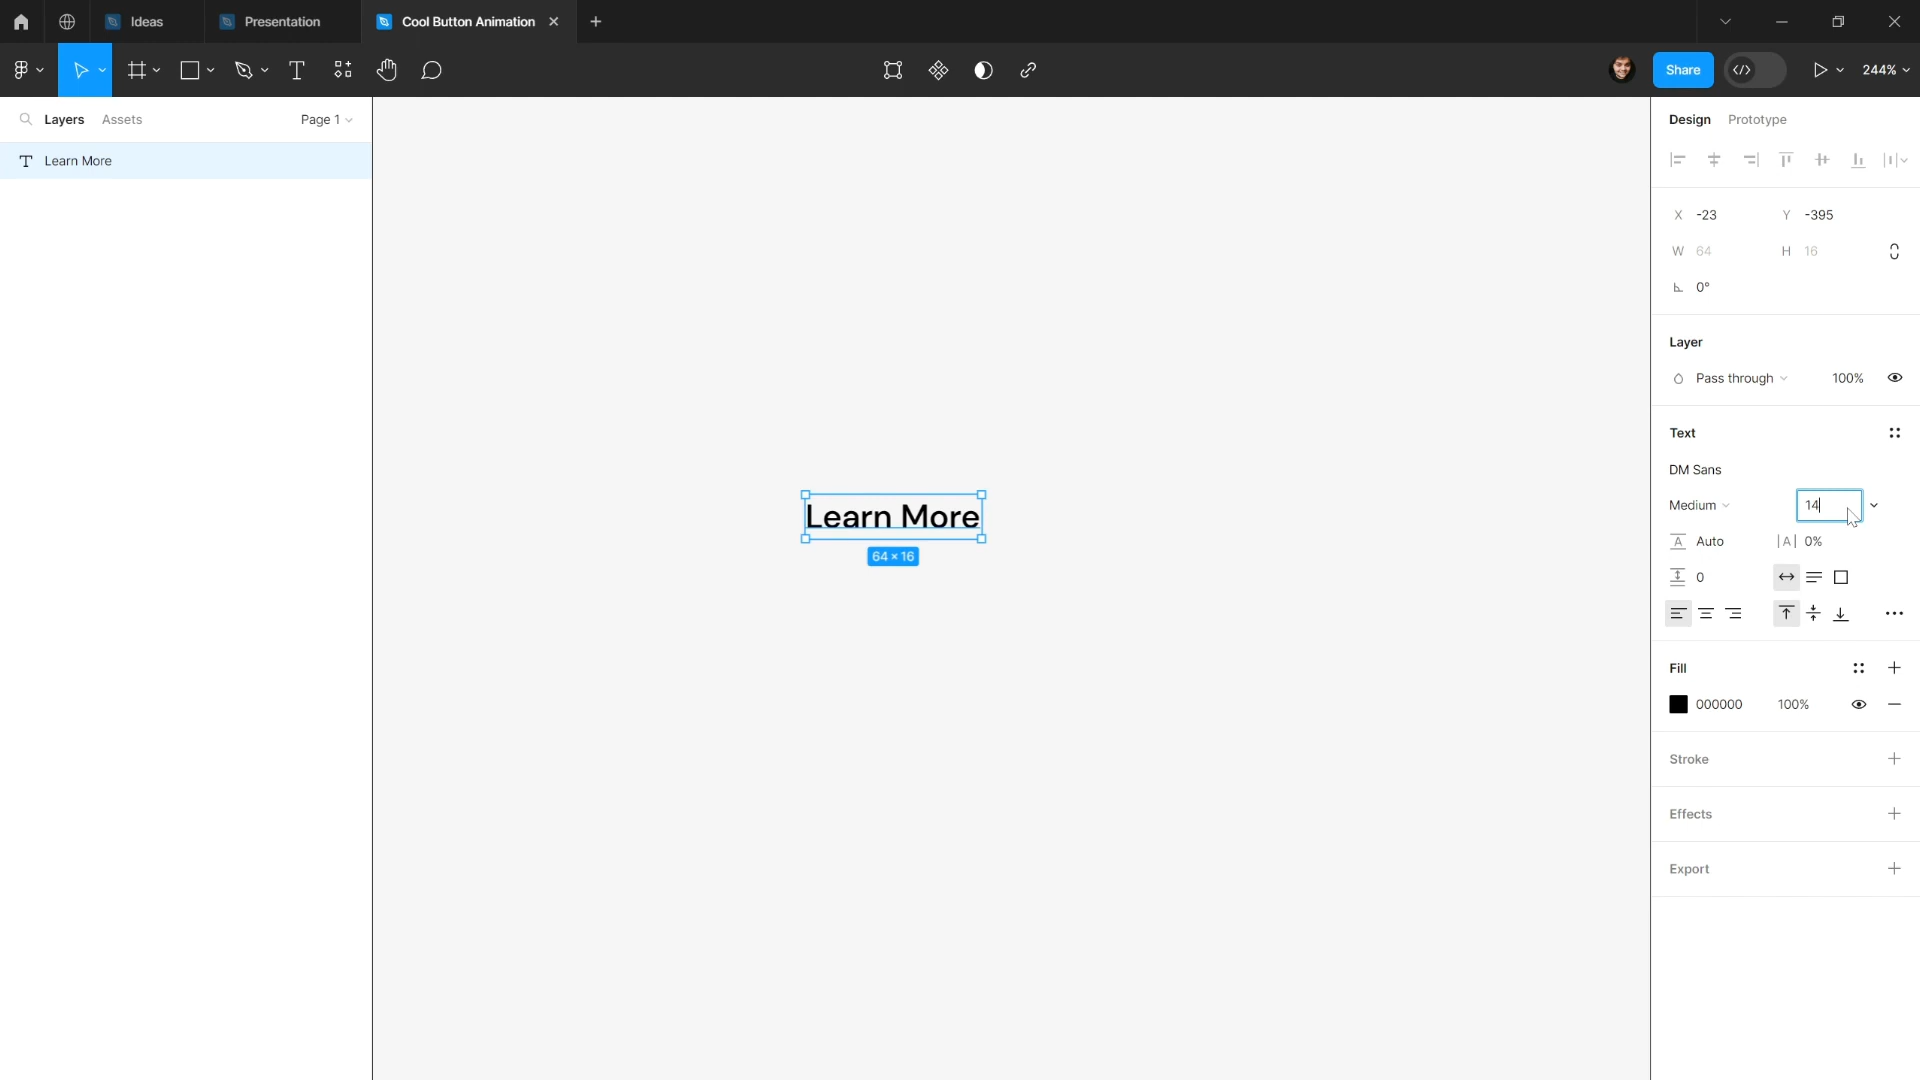 Ideas
Presentation
Cool Button Animation
Share
244%
Layers
Assets
Page 1
Learn More
Design
Prototype
X -23
Y -395
W 64
H 16
0°
Layer
Pass through
100%
Text
DM Sans
Medium
14
A Auto
|A| 0%
0
Fill
000000
100%
Stroke
Effects
Export
Learn More
64 × 16